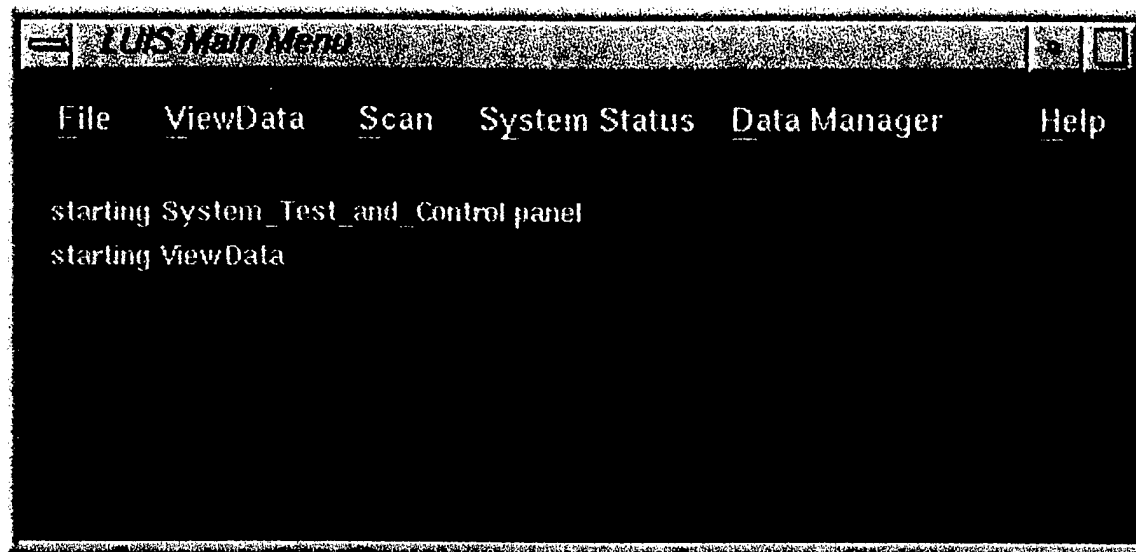 LUIS Main Menu
File ViewData Scan System Status Data Manager Help
starting System_Test_and_Control panel
starting ViewData